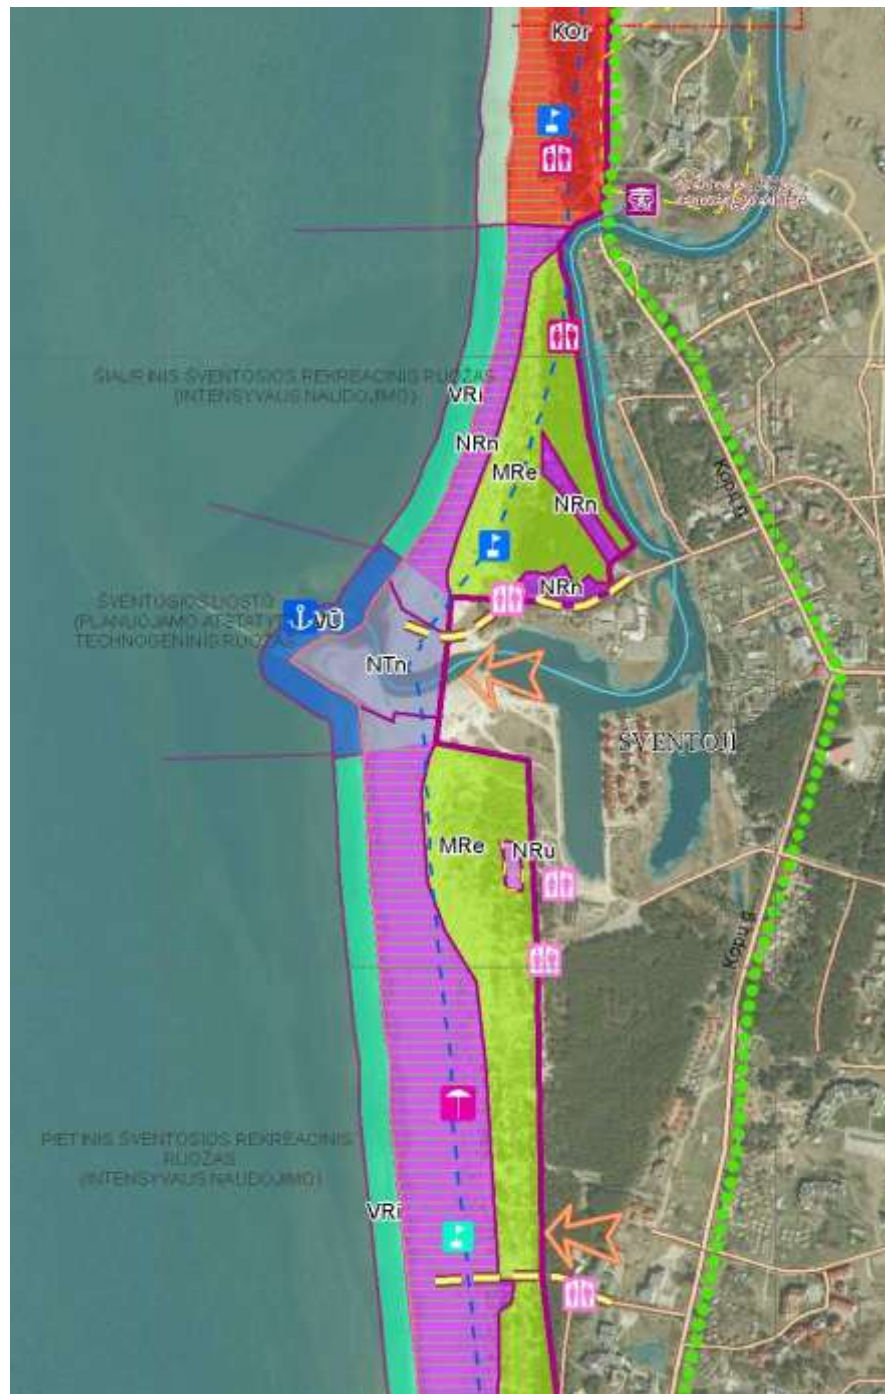 KOr
ŠIAURINIS ŠVENTOSIOS REKREACINIS RUOŽAS
(INTENSYVAUS NAUDOJIMO)
VRi
NRn
MRe
NRn
Kopų g.
NRn
ŠVENTOSIOS UOSTO
(PLANUOJAMO ATSTATYTI
TECHNOGENINIS RUOŽAS
VŪ
NTn
ŠVENTOJI
MRe
NRu
Kopų g.
PIETINIS ŠVENTOSIOS REKREACINIS
RUOŽAS
(INTENSYVAUS NAUDOJIMO)
VRi